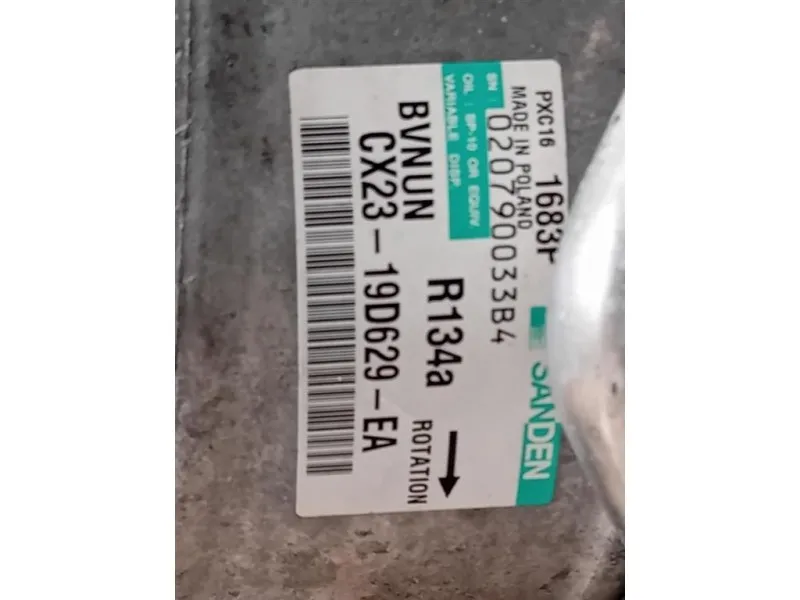 SANDEN
PXC16 1683F
MADE IN POLAND
SN : 020790033B4
OIL : SP-10 OR EQUIV.
VARIABLE DISP.
R134a
ROTATION
BVNUN
CX23-19D629-EA